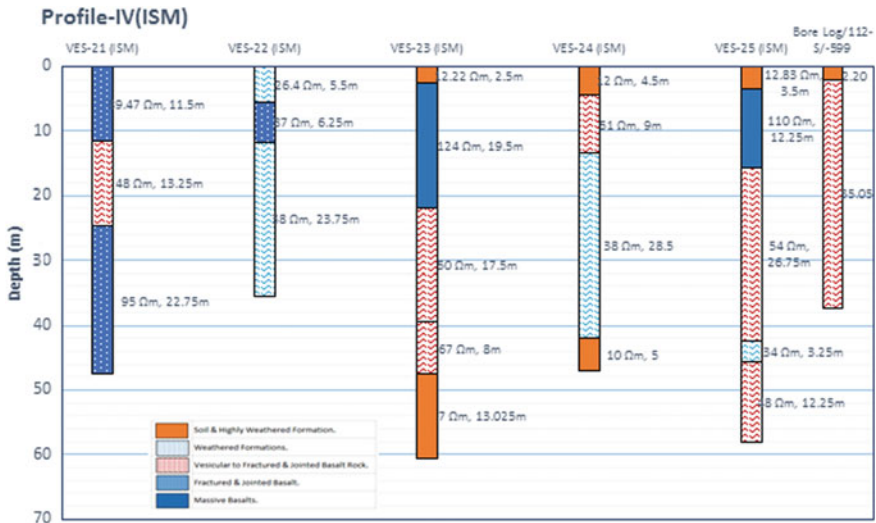 Profile-IV(ISM)
VES-21 (ISM)
VES-22 (ISM)
VES-23 (ISM)
VES-24 (ISM)
VES-25 (ISM)
Bore Log/112-
S/-599
Depth (m)
0
10
20
30
40
50
60
70
9.47 Ωm, 11.5m
48 Ωm, 13.25m
95 Ωm, 22.75m
26.4 Ωm, 5.5m
37 Ωm, 6.25m
38 Ωm, 23.75m
12.22 Ωm, 2.5m
124 Ωm, 19.5m
60 Ωm, 17.5m
67 Ωm, 8m
7 Ωm, 13.025m
12 Ωm, 4.5m
61 Ωm, 9m
38 Ωm, 28.5
10 Ωm, 5
12.83 Ωm,
3.5m
110 Ωm,
12.25m
54 Ωm,
26.75m
34 Ωm, 3.25m
Ωm, 12.25m
2.20
35.05
Soil & Highly Weathered Formation.
Weathered Formations.
Vesicular to Fractured & Jointed Basalt Rock.
Fractured & Jointed Basalt.
Massive Basalts.